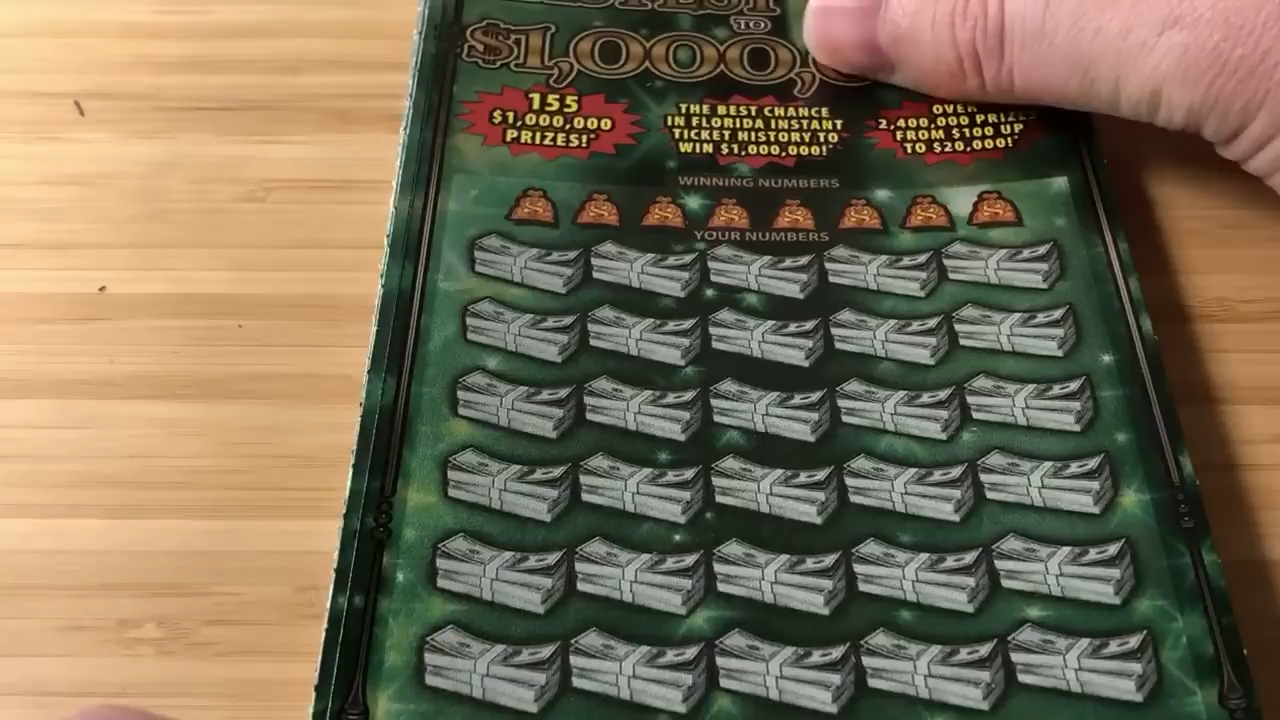 TO
$1,000,
155
$1,000,000
PRIZES!*
THE BEST CHANCE
IN FLORIDA INSTANT
TICKET HISTORY TO
WIN $1,000,000!*
OVER
2,400,000 PRIZES
FROM $100 UP
TO $20,000!*
WINNING NUMBERS
YOUR NUMBERS